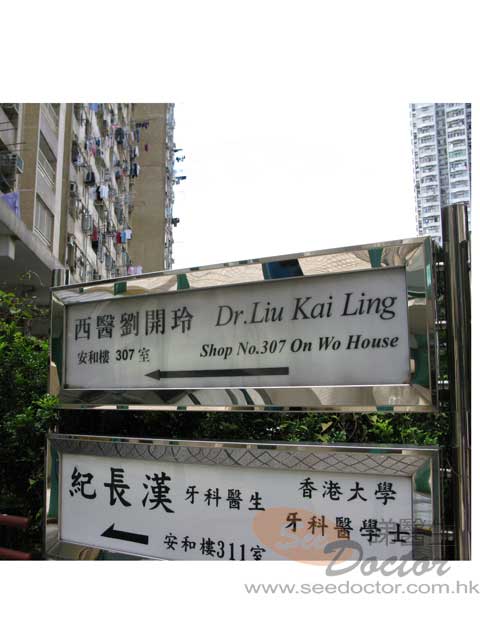 西醫劉開玲 Dr.Liu Kai Ling
安和樓 307 室 Shop No.307 On Wo House
紀長漢 牙科醫生 香港大學
牙科醫學士
安和樓311室
SeeDoctor
www.seedoctor.com.hk